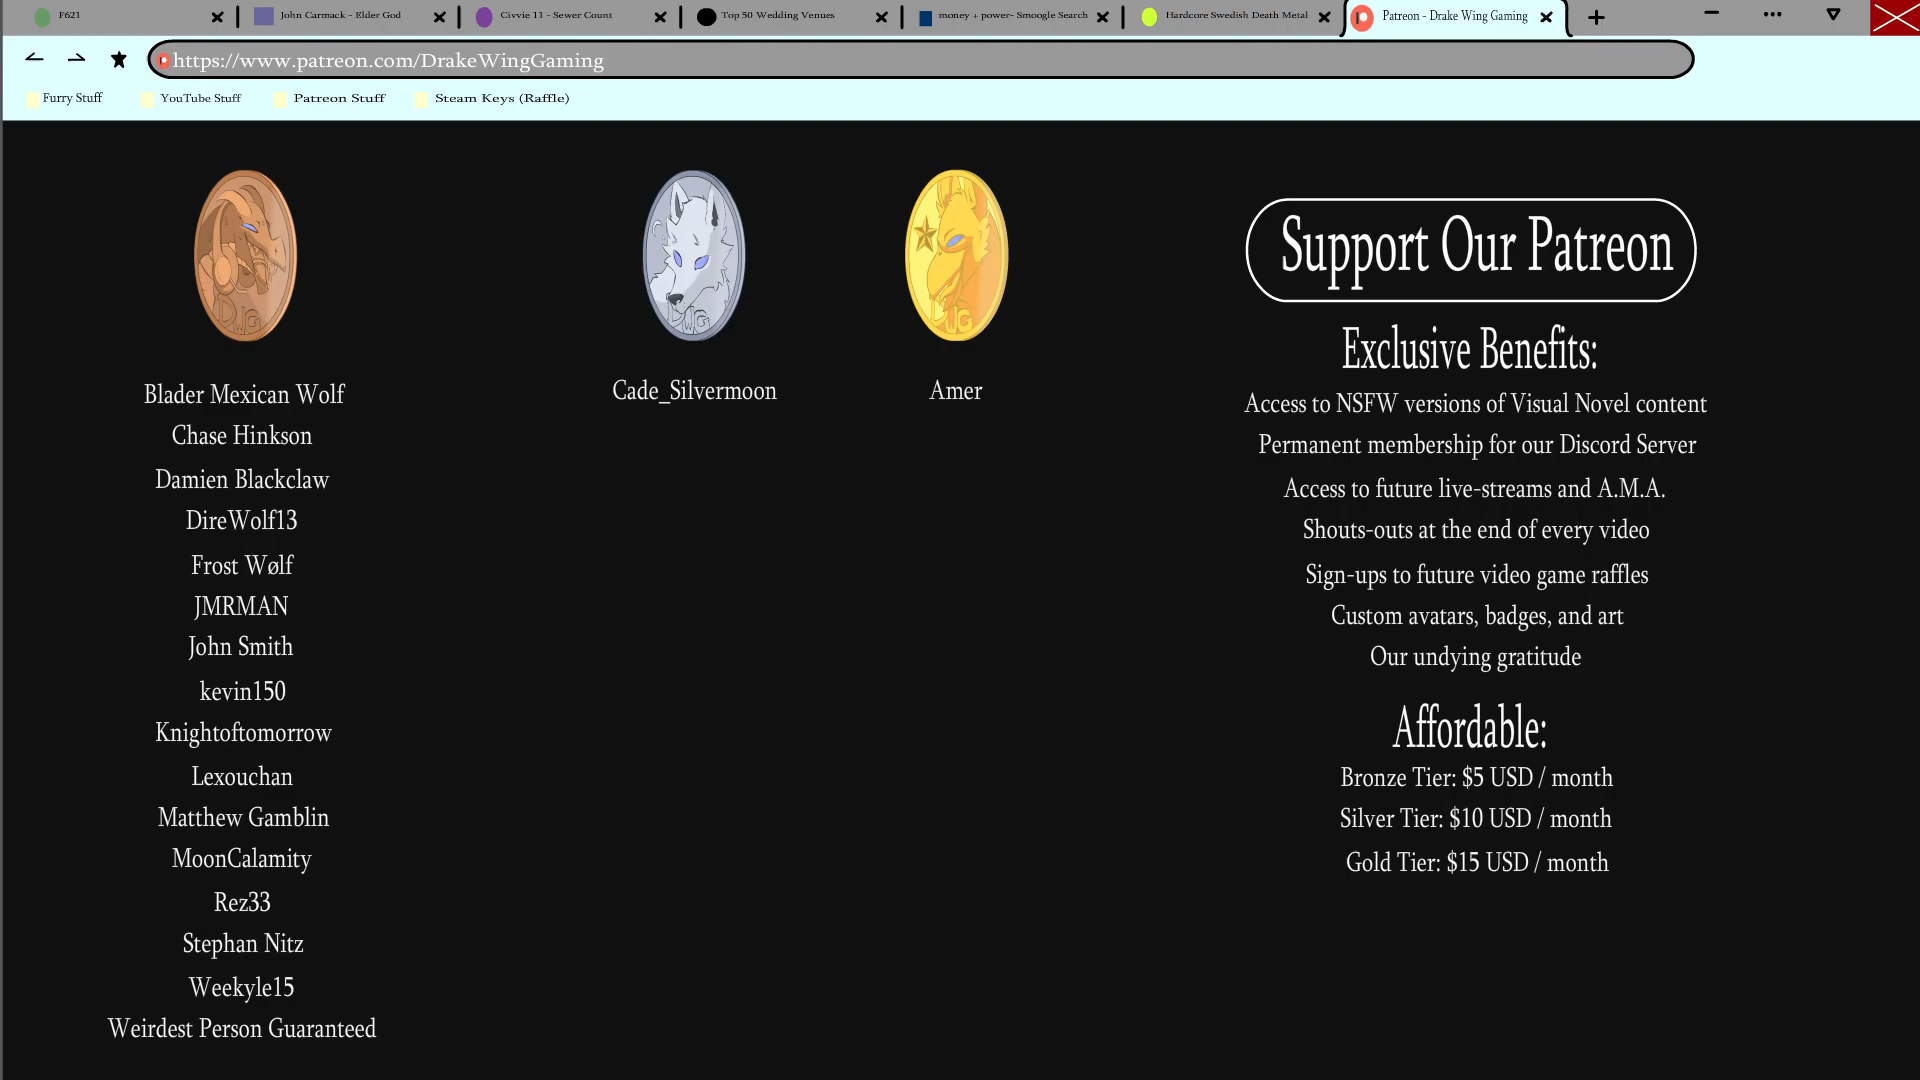 F621
John Carmack - Elder God
Civvie 11 - Sewer Count
Top 50 Wedding Venues
money + power- Smoogle Search
Hardcore Swedish Death Metal
Patreon - Drake Wing Gaming
https://www.patreon.com/DrakeWingGaming
Furry Stuff
YouTube Stuff
Patreon Stuff
Steam Keys (Raffle)
DWG
DWG
WG
Blader Mexican Wolf
Chase Hinkson
Damien Blackclaw
DireWolf13
Frost Wølf
JMRMAN
John Smith
kevin150
Knightoftomorrow
Lexouchan
Matthew Gamblin
MoonCalamity
Rez33
Stephan Nitz
Weekyle15
Weirdest Person Guaranteed
Cade_Silvermoon
Amer
Support Our Patreon
Exclusive Benefits:
Access to NSFW versions of Visual Novel content
Permanent membership for our Discord Server
Access to future live-streams and A.M.A.
Shouts-outs at the end of every video
Sign-ups to future video game raffles
Custom avatars, badges, and art
Our undying gratitude
Affordable:
Bronze Tier: $5 USD / month
Silver Tier: $10 USD / month
Gold Tier: $15 USD / month